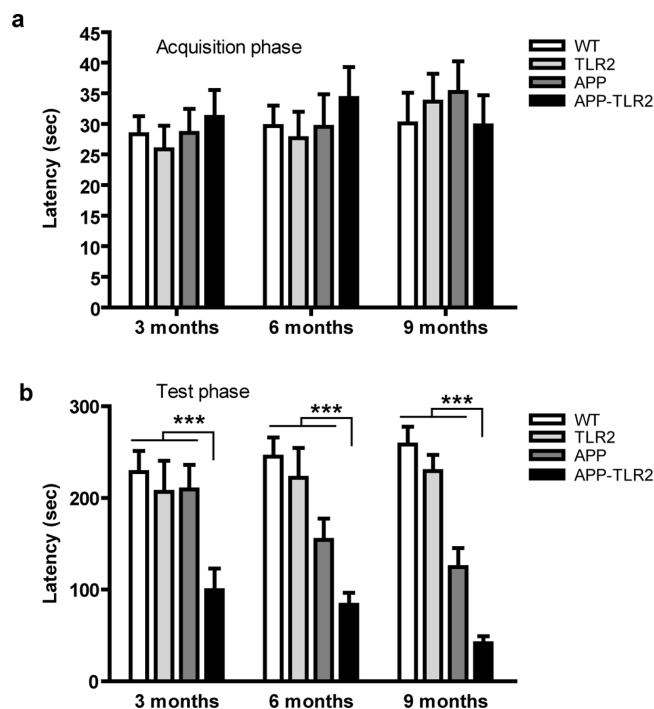 a
Acquisition phase
Latency (sec)
45
40
35
30
25
20
15
10
5
0
3 months
6 months
9 months
WT
TLR2
APP
APP-TLR2
b
Test phase
Latency (sec)
300
200
100
0
***
***
***
3 months
6 months
9 months
WT
TLR2
APP
APP-TLR2